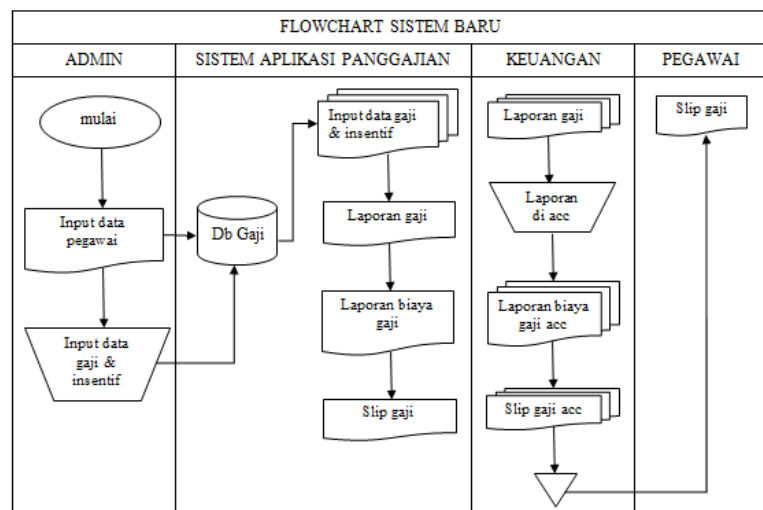 FLOWCHART SISTEM BARU
ADMIN
SISTEM APLIKASI PANGGAJIAN
KEUANGAN
PEGAWAI
mulai
Input data
pegawai
Input data
gaji &
insentif
Db Gaji
Input data gaji
& insentif
Laporan gaji
Laporan biaya
gaji
Slip gaji
Laporan gaji
Laporan
di acc
Laporan biaya
gaji acc
Slip gaji acc
Slip gaji